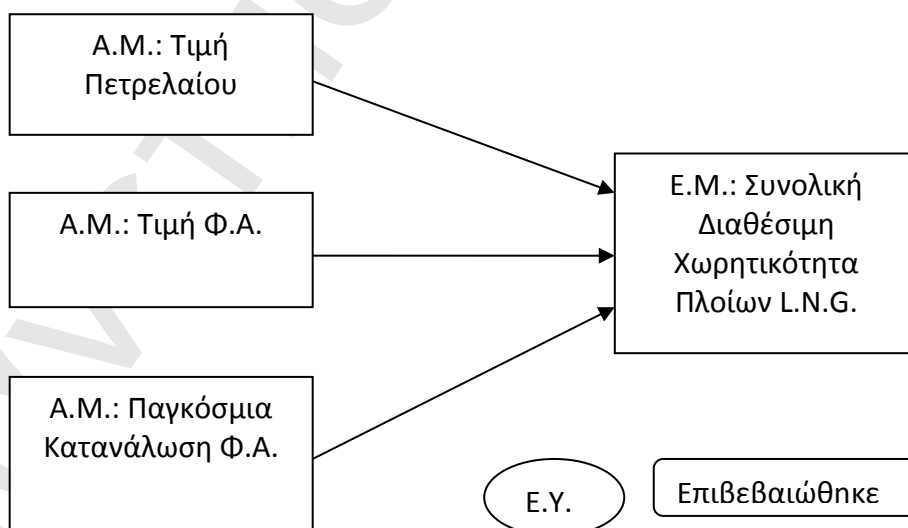 Α.Μ.: Τιμή
Πετρελαίου
Α.Μ.: Τιμή Φ.Α.
Α.Μ.: Παγκόσμια
Κατανάλωση Φ.Α.
Ε.Μ.: Συνολική
Διαθέσιμη
Χωρητικότητα
Πλοίων L.N.G.
Ε.Υ.
Επιβεβαιώθηκε